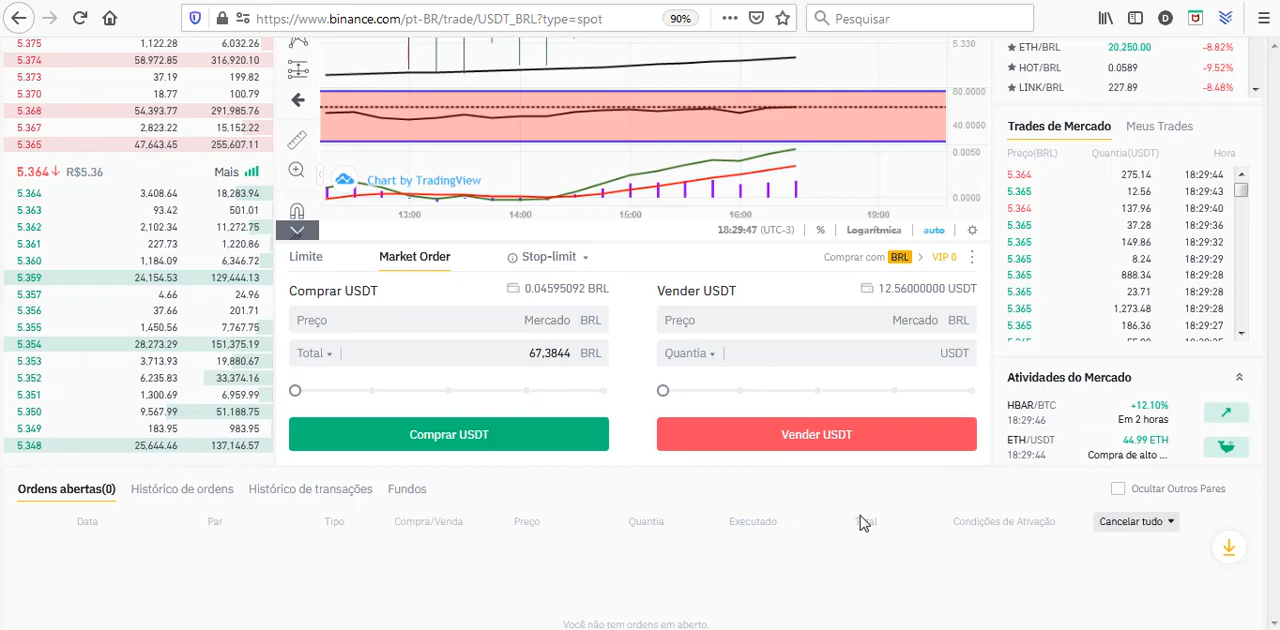 https://www.binance.com/pt-BR/trade/USDT_BRL?type=spot
90%
Pesquisar
5.375 1,122.28 6,032.26
5.374 58,972.85 316,920.10
5.373 37.19 199.82
5.370 18.77 100.79
5.368 54,393.77 291,985.76
5.367 2,823.22 15,152.22
5.365 47,643.45 255,607.11
5.364↓ R$5.36 Mais
5.364 3,408.64 18,283.94
5.363 93.42 501.01
5.362 2,102.34 11,272.75
5.361 227.73 1,220.86
5.360 1,184.09 6,346.72
5.359 24,154.53 129,444.13
5.357 4.66 24.96
5.356 37.66 201.71
5.355 1,450.56 7,767.75
5.354 28,273.29 151,375.19
5.353 3,713.93 19,880.67
5.352 6,235.83 33,374.16
5.351 1,300.69 6,959.99
5.350 9,567.99 51,188.75
5.349 183.95 983.95
5.348 25,644.46 137,146.57
5.330
80.0000
40.0000
0.0050
0.0000
Chart by TradingView
13:00 14:00 15:00 16:00 19:00
18:29:47 (UTC-3) % Logarítmica auto
Limite Market Order Stop-limit Comprar com BRL > VIP 0
Comprar USDT 0.04595092 BRL
Preço Mercado BRL
Total 67,3844 BRL
Comprar USDT
Vender USDT 12.56000000 USDT
Preço Mercado BRL
Quantia USDT
Vender USDT
ETH/BRL 20.250.00 -8.82%
HOT/BRL 0.0589 -9.52%
LINK/BRL 227.89 -8.48%
Trades de Mercado Meus Trades
Preço(BRL) Quantia(USDT) Hora
5.364 275.14 18:29:44
5.365 12.56 18:29:43
5.364 137.96 18:29:40
5.365 37.28 18:29:36
5.365 149.86 18:29:32
5.365 8.24 18:29:29
5.365 888.34 18:29:28
5.365 23.71 18:29:28
5.365 1,273.48 18:29:28
5.365 186.36 18:29:27
Atividades do Mercado
HBAR/BTC +12.10%
18:29:46 Em 2 horas
ETH/USDT 44.99 ETH
18:29:44 Compra de alto ...
Ordens abertas(0) Histórico de ordens Histórico de transações Fundos Ocultar Outros Pares
Data Par Tipo Compra/Venda Preço Quantia Executado Total Condições de Ativação Cancelar tudo
Você não tem ordens em aberto.